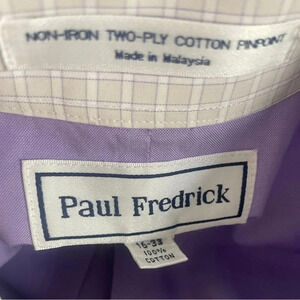 NON-IRON TWO-PLY COTTON PINPOINT
Made in Malaysia
Paul Fredrick
16-33
100%
COTTON